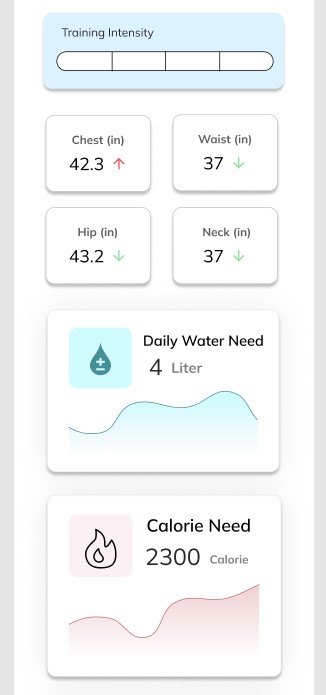 Training Intensity
Chest (in)
42.3
Waist (in)
37
Hip (in)
43.2
Neck (in)
37
Daily Water Need
4 Liter
Calorie Need
2300 Calorie